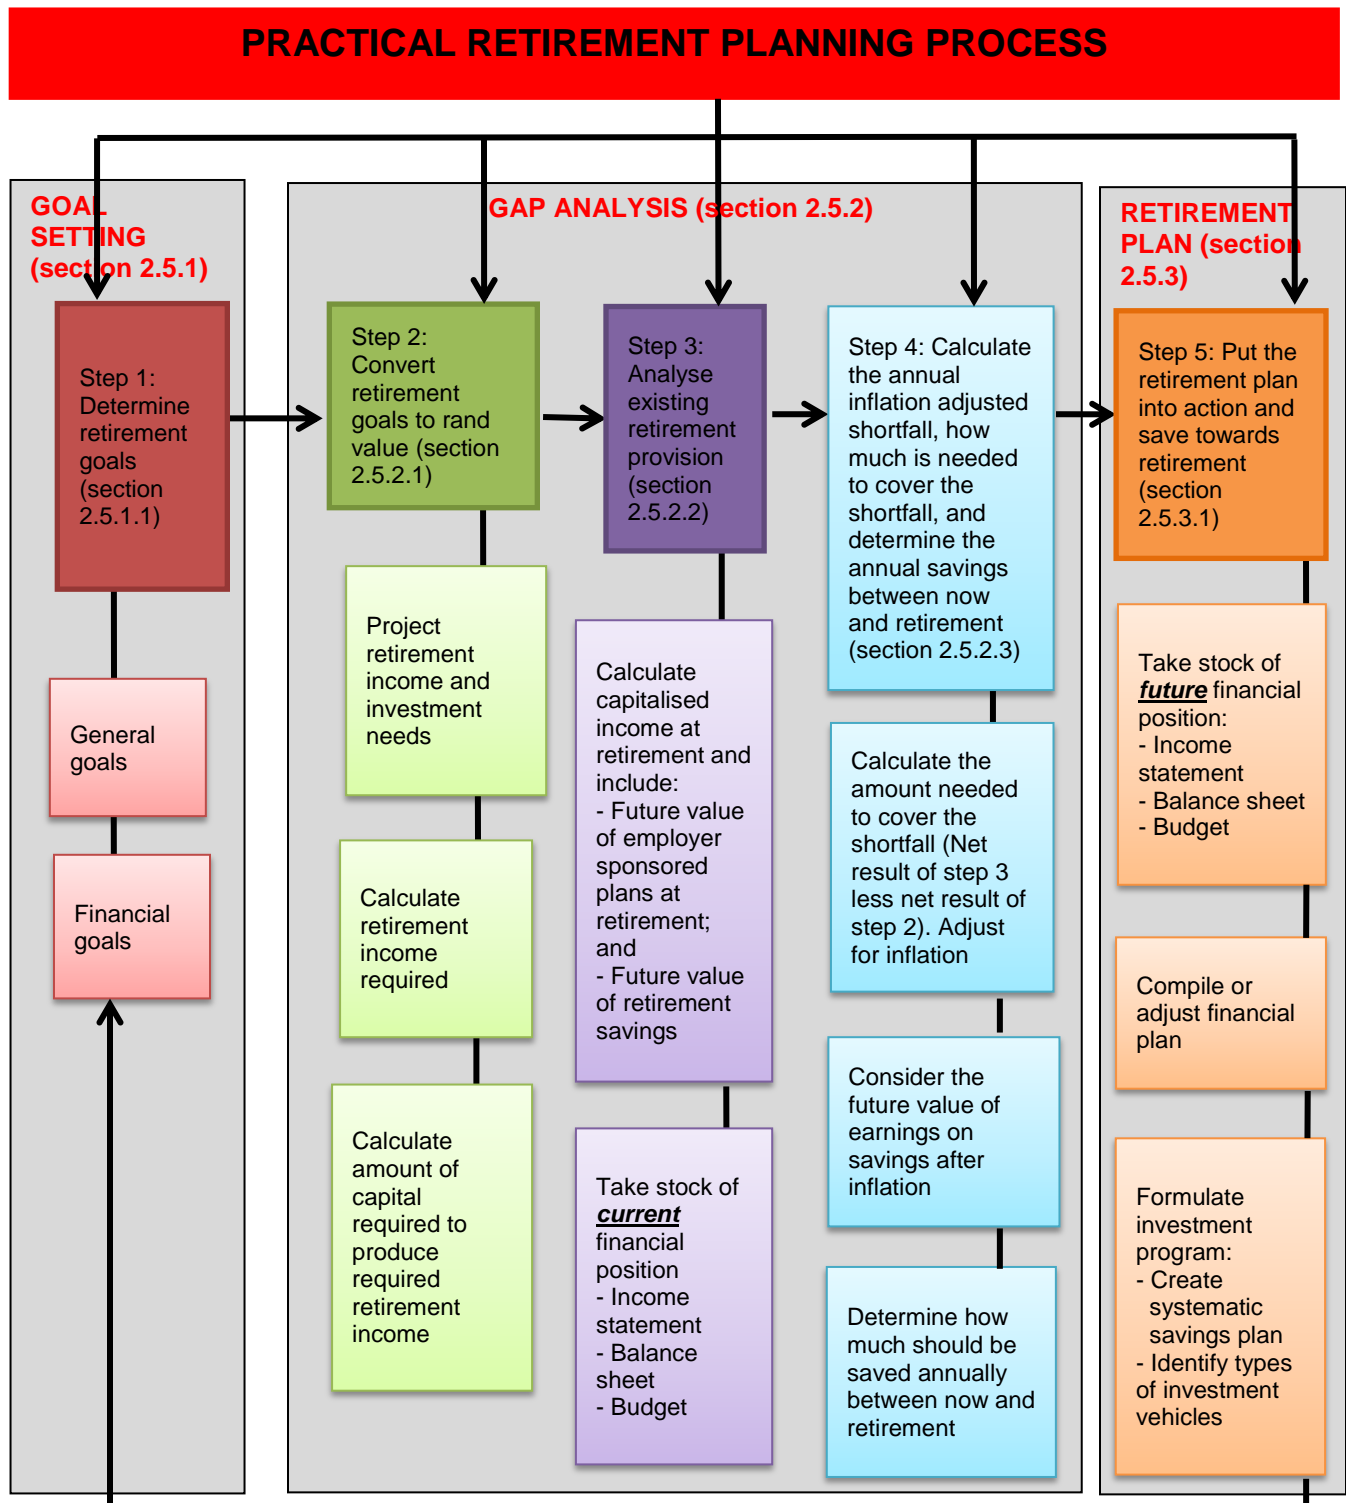 PRACTICAL RETIREMENT PLANNING PROCESS
GOAL
SETTING
(section 2.5.1)
Step 1:
Determine
retirement
goals
(section
2.5.1.1)
General
goals
Financial
goals
GAP ANALYSIS (section 2.5.2)
Step 2:
Convert
retirement
goals to rand
value (section
2.5.2.1)
Project
retirement
income and
investment
needs
Calculate
retirement
income
required
Calculate
amount of
capital
required to
produce
required
retirement
income
Step 3:
Analyse
existing
retirement
provision
(section
2.5.2.2)
Calculate
capitalised
income at
retirement and
include:
- Future value
of employer
sponsored
plans at
retirement;
and
- Future value
of retirement
savings
Take stock of
current
financial
position
- Income
statement
- Balance
sheet
- Budget
Step 4: Calculate
the annual
inflation adjusted
shortfall, how
much is needed
to cover the
shortfall, and
determine the
annual savings
between now
and retirement
(section 2.5.2.3)
Calculate the
amount needed
to cover the
shortfall (Net
result of step 3
less net result of
step 2). Adjust
for inflation
Consider the
future value of
earnings on
savings after
inflation
Determine how
much should be
saved annually
between now and
retirement
RETIREMENT
PLAN (section
2.5.3)
Step 5: Put the
retirement plan
into action and
save towards
retirement
(section
2.5.3.1)
Take stock of
future financial
position:
- Income
statement
- Balance sheet
- Budget
Compile or
adjust financial
plan
Formulate
investment
program:
- Create
systematic
savings plan
- Identify types
of investment
vehicles